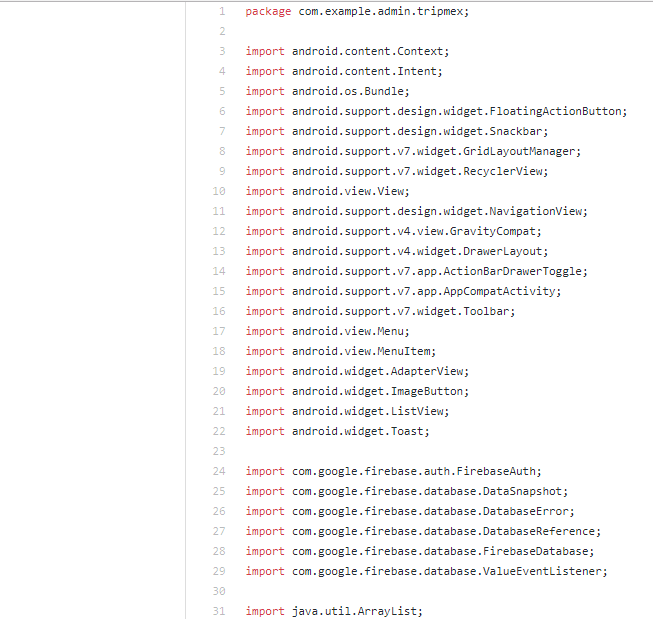 1 package com.example.admin.tripmex;
2
3 import android.content.Context;
4 import android.content.Intent;
5 import android.os.Bundle;
6 import android.support.design.widget.FloatingActionButton;
7 import android.support.design.widget.Snackbar;
8 import android.support.v7.widget.GridLayoutManager;
9 import android.support.v7.widget.RecyclerView;
10 import android.view.View;
11 import android.support.design.widget.NavigationView;
12 import android.support.v4.view.GravityCompat;
13 import android.support.v4.widget.DrawerLayout;
14 import android.support.v7.app.ActionBarDrawerToggle;
15 import android.support.v7.app.AppCompatActivity;
16 import android.support.v7.widget.Toolbar;
17 import android.view.Menu;
18 import android.view.MenuItem;
19 import android.widget.AdapterView;
20 import android.widget.ImageButton;
21 import android.widget.ListView;
22 import android.widget.Toast;
23
24 import com.google.firebase.auth.FirebaseAuth;
25 import com.google.firebase.database.DataSnapshot;
26 import com.google.firebase.database.DatabaseError;
27 import com.google.firebase.database.DatabaseReference;
28 import com.google.firebase.database.FirebaseDatabase;
29 import com.google.firebase.database.ValueEventListener;
30
31 import java.util.ArrayList;